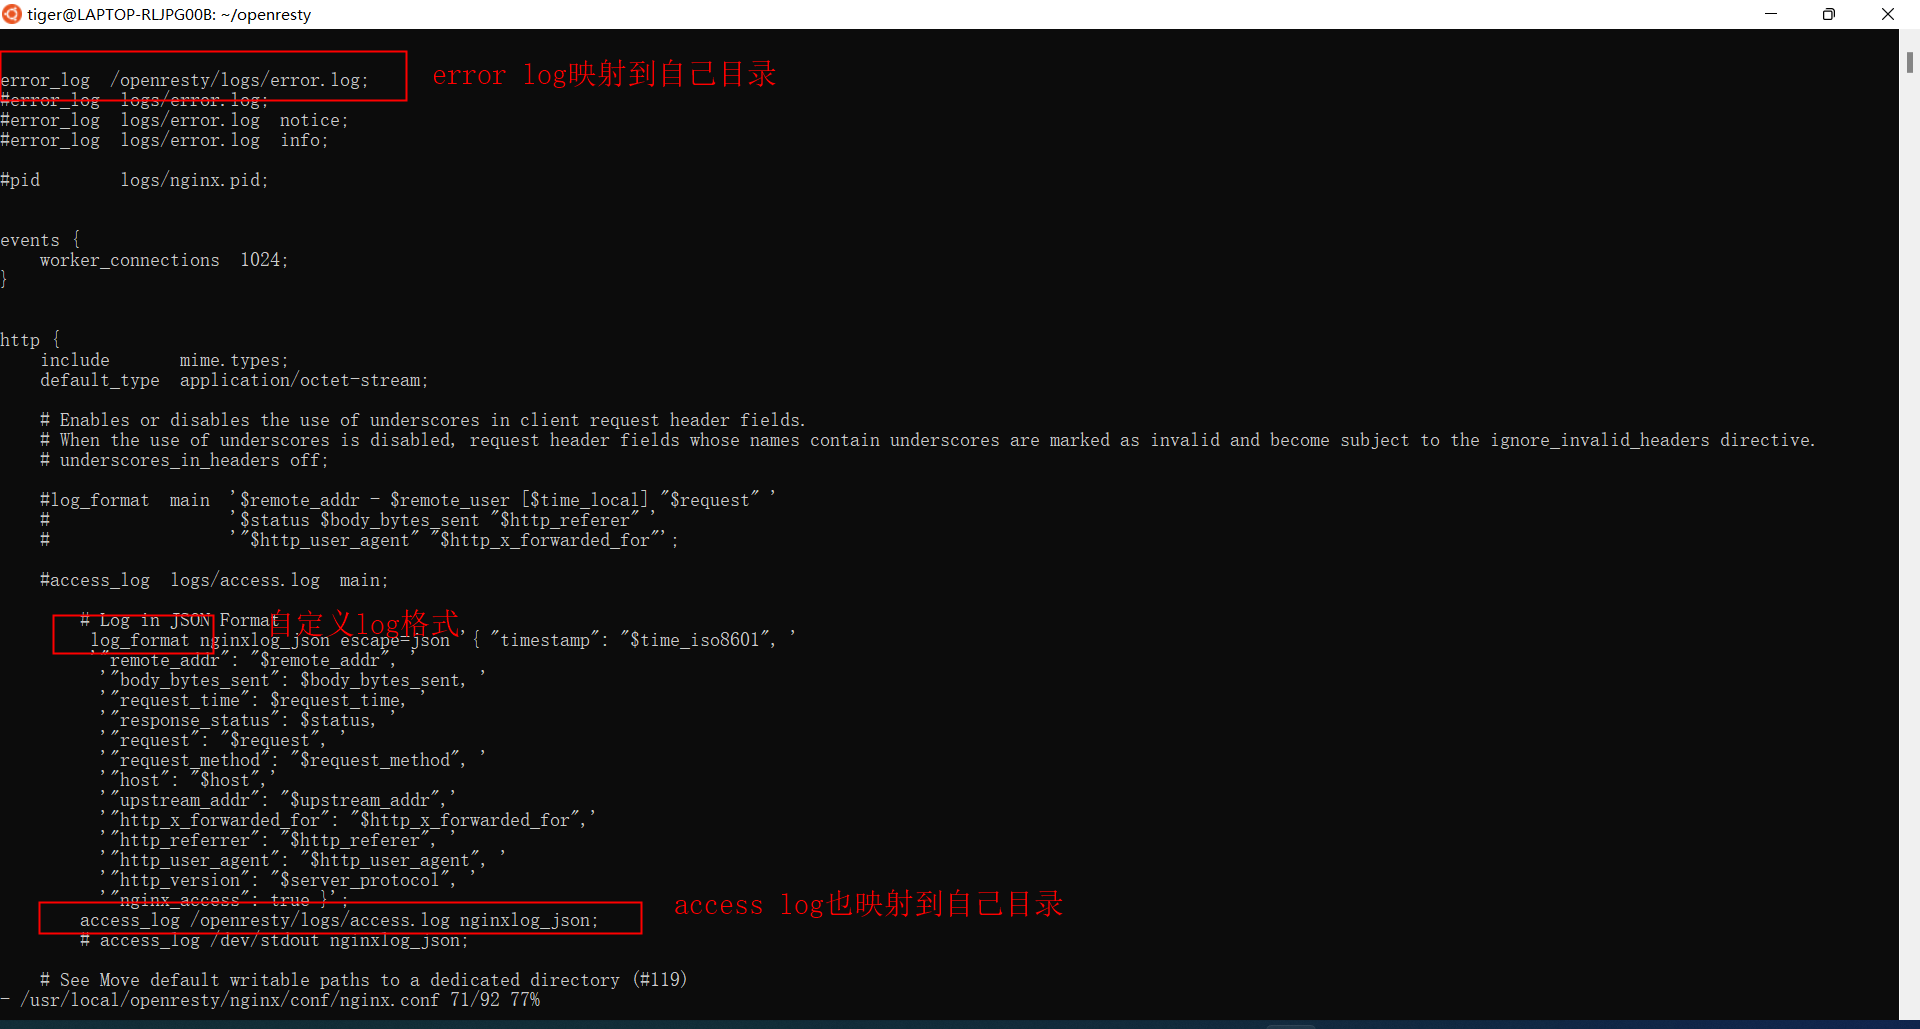 tiger@LAPTOP-RLJPG00B: ~/openresty
error_log  /openresty/logs/error.log;
error log映射到自己目录
#error_log  logs/error.log;
#error_log  logs/error.log  notice;
#error_log  logs/error.log  info;
#pid        logs/nginx.pid;
events {
    worker_connections  1024;
}
http {
    include       mime.types;
    default_type  application/octet-stream;
    # Enables or disables the use of underscores in client request header fields.
    # When the use of underscores is disabled, request header fields whose names contain underscores are marked as invalid and become subject to the ignore_invalid_headers directive.
    # underscores_in_headers off;
    #log_format  main  '$remote_addr - $remote_user [$time_local] "$request" '
    #                  '$status $body_bytes_sent "$http_referer" '
    #                  '"$http_user_agent" "$http_x_forwarded_for"';
    #access_log  logs/access.log  main;
        # Log in JSON Format
自定义log格式
         log_format nginxlog_json escape=json '{ "timestamp": "$time_iso8601", '
         '"remote_addr": "$remote_addr", '
          '"body_bytes_sent": $body_bytes_sent, '
          '"request_time": $request_time, '
          '"response_status": $status, '
          '"request": "$request", '
          '"request_method": "$request_method", '
          '"host": "$host",'
          '"upstream_addr": "$upstream_addr",'
          '"http_x_forwarded_for": "$http_x_forwarded_for",'
          '"http_referrer": "$http_referer", '
          '"http_user_agent": "$http_user_agent", '
          '"http_version": "$server_protocol", '
          '"nginx_access": true }';
        access_log /openresty/logs/access.log nginxlog_json;
access log也映射到自己目录
        # access_log /dev/stdout nginxlog_json;
    # See Move default writable paths to a dedicated directory (#119)
- /usr/local/openresty/nginx/conf/nginx.conf 71/92 77%